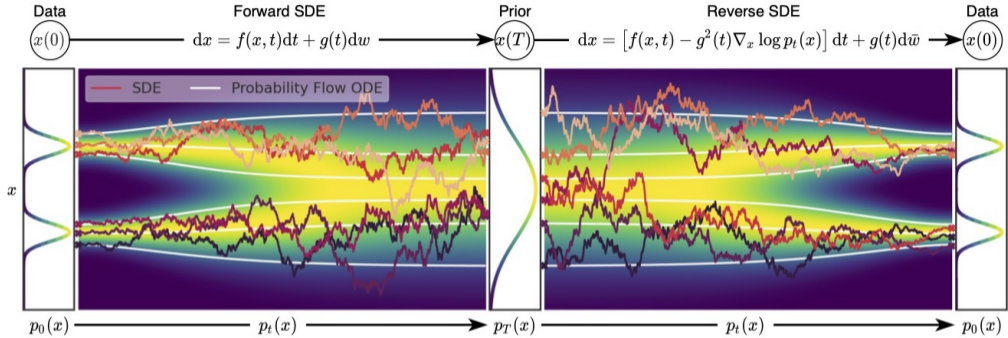 Data Forward SDE Prior Reverse SDE Data
x(0) dx = f(x, t)dt + g(t)dw x(T) dx = [f(x, t) − g²(t)∇ₓ log pₜ(x)] dt + g(t)dw̄ x(0)
SDE Probability Flow ODE
x
p₀(x) pₜ(x) p_T(x) pₜ(x) p₀(x)